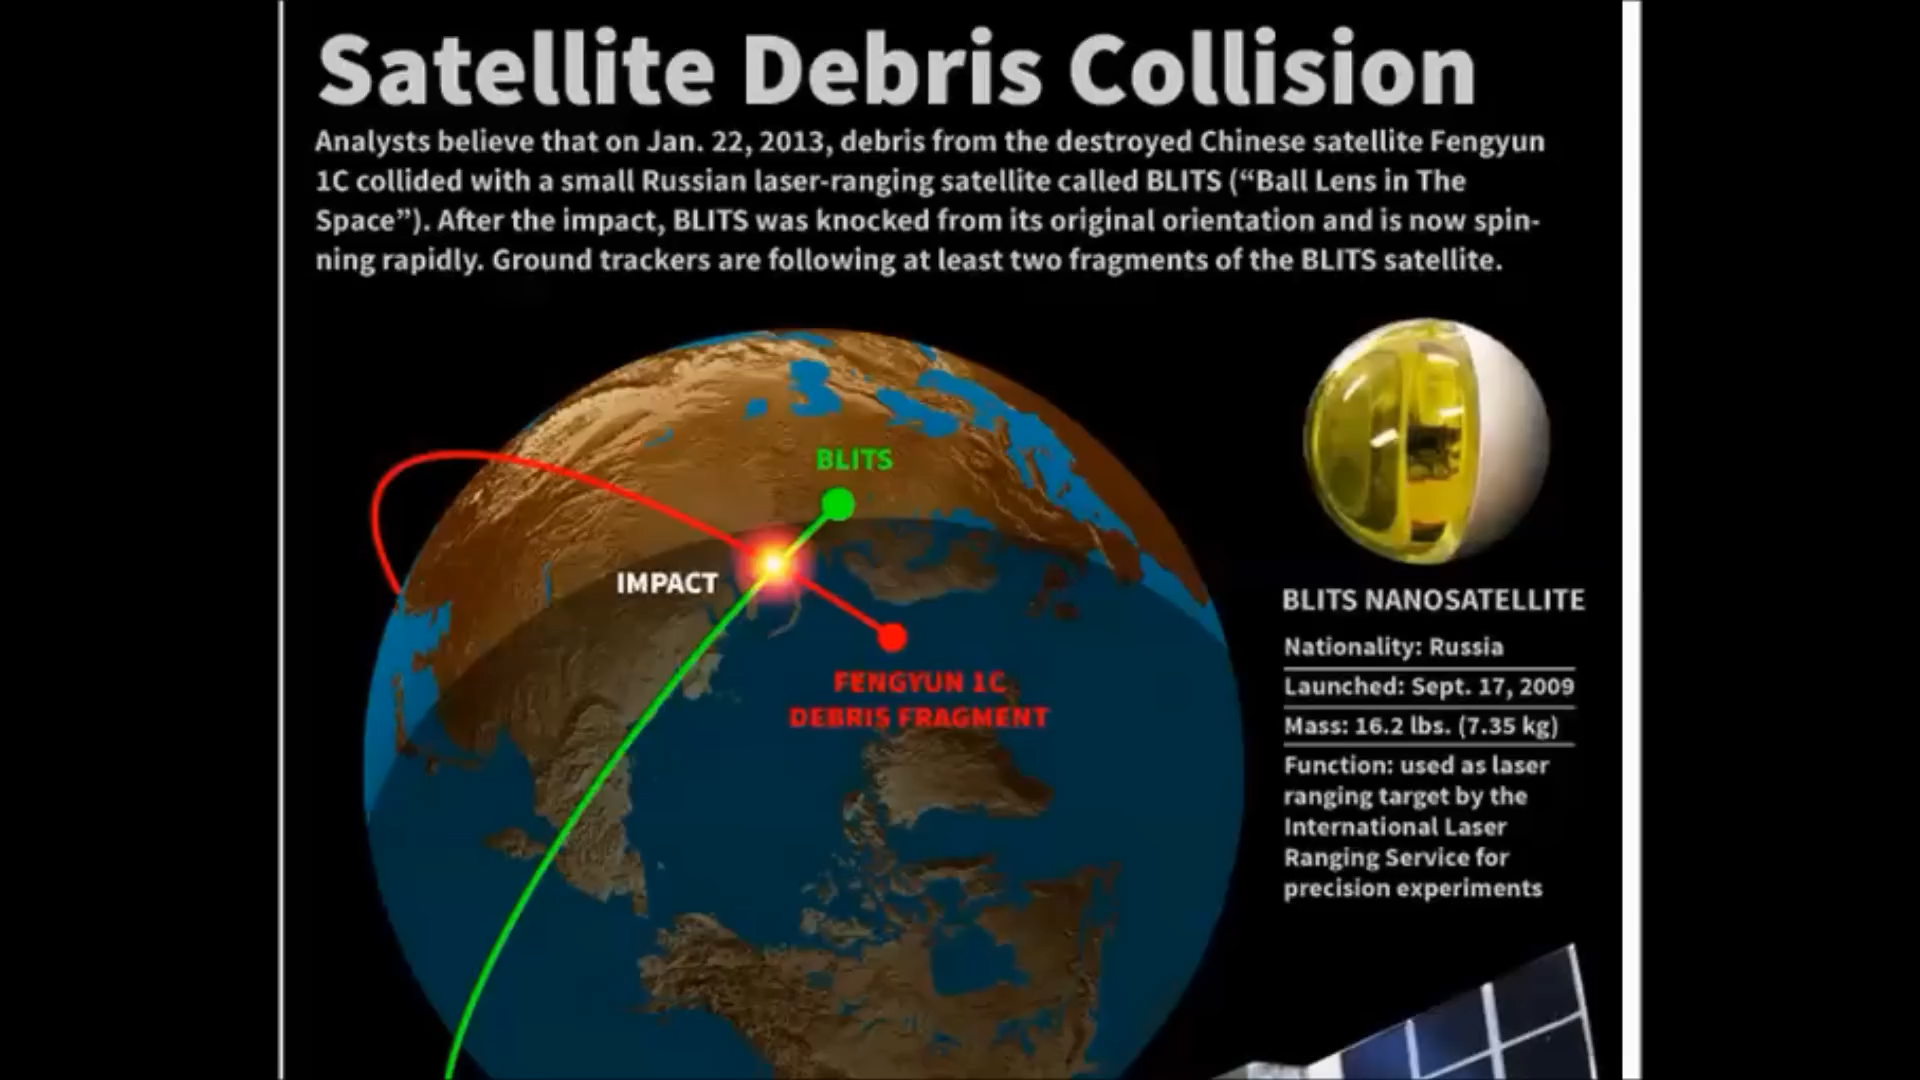 Satellite Debris Collision
Analysts believe that on Jan. 22, 2013, debris from the destroyed Chinese satellite Fengyun
1C collided with a small Russian laser-ranging satellite called BLITS (“Ball Lens in The
Space”). After the impact, BLITS was knocked from its original orientation and is now spin-
ning rapidly. Ground trackers are following at least two fragments of the BLITS satellite.
BLITS
IMPACT
FENGYUN 1C
DEBRIS FRAGMENT
BLITS NANOSATELLITE
Nationality: Russia
Launched: Sept. 17, 2009
Mass: 16.2 lbs. (7.35 kg)
Function: used as laser
ranging target by the
International Laser
Ranging Service for
precision experiments